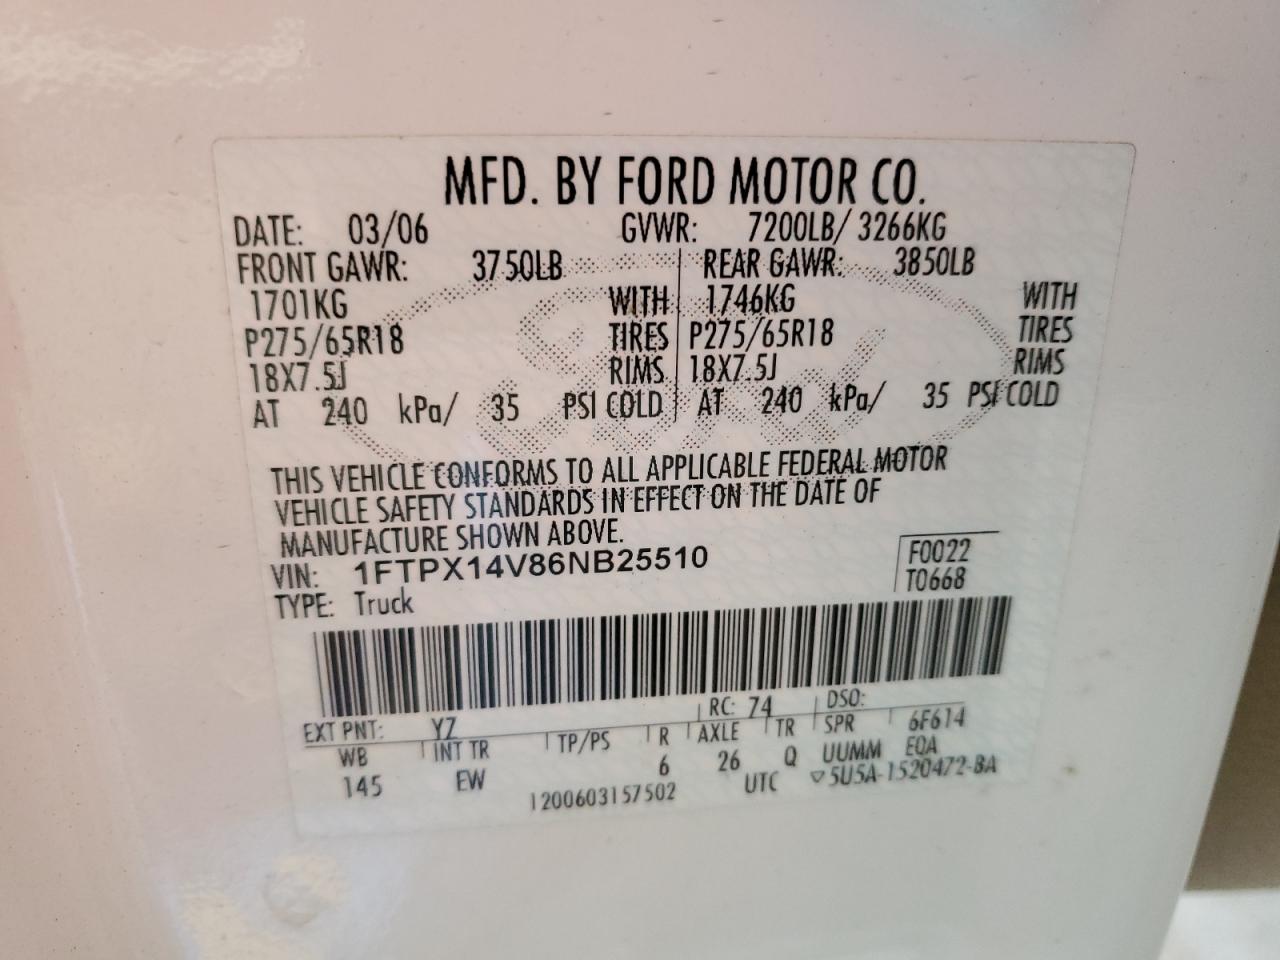 MFD. BY FORD MOTOR CO.
DATE: 03/06 GVWR: 7200LB/ 3266KG
FRONT GAWR: 3750LB REAR GAWR: 3850LB
1701KG WITH 1746KG WITH
P275/65R18 TIRES P275/65R18 TIRES
18X7.5J RIMS 18X7.5J RIMS
AT 240 kPa/ 35 PSI COLD AT 240 kPa/ 35 PSI COLD
Ford
THIS VEHICLE CONFORMS TO ALL APPLICABLE FEDERAL MOTOR
VEHICLE SAFETY STANDARDS IN EFFECT ON THE DATE OF
MANUFACTURE SHOWN ABOVE.
VIN: 1FTPX14V86NB25510 F0022
TYPE: Truck T0668
EXT PNT: YZ RC: 74 DSO:
WB INT TR TP/PS R AXLE TR SPR 6F614
145 EW 6 26 Q UUMM EQA
1200603157502 UTC ▽5U5A-1520472-BA